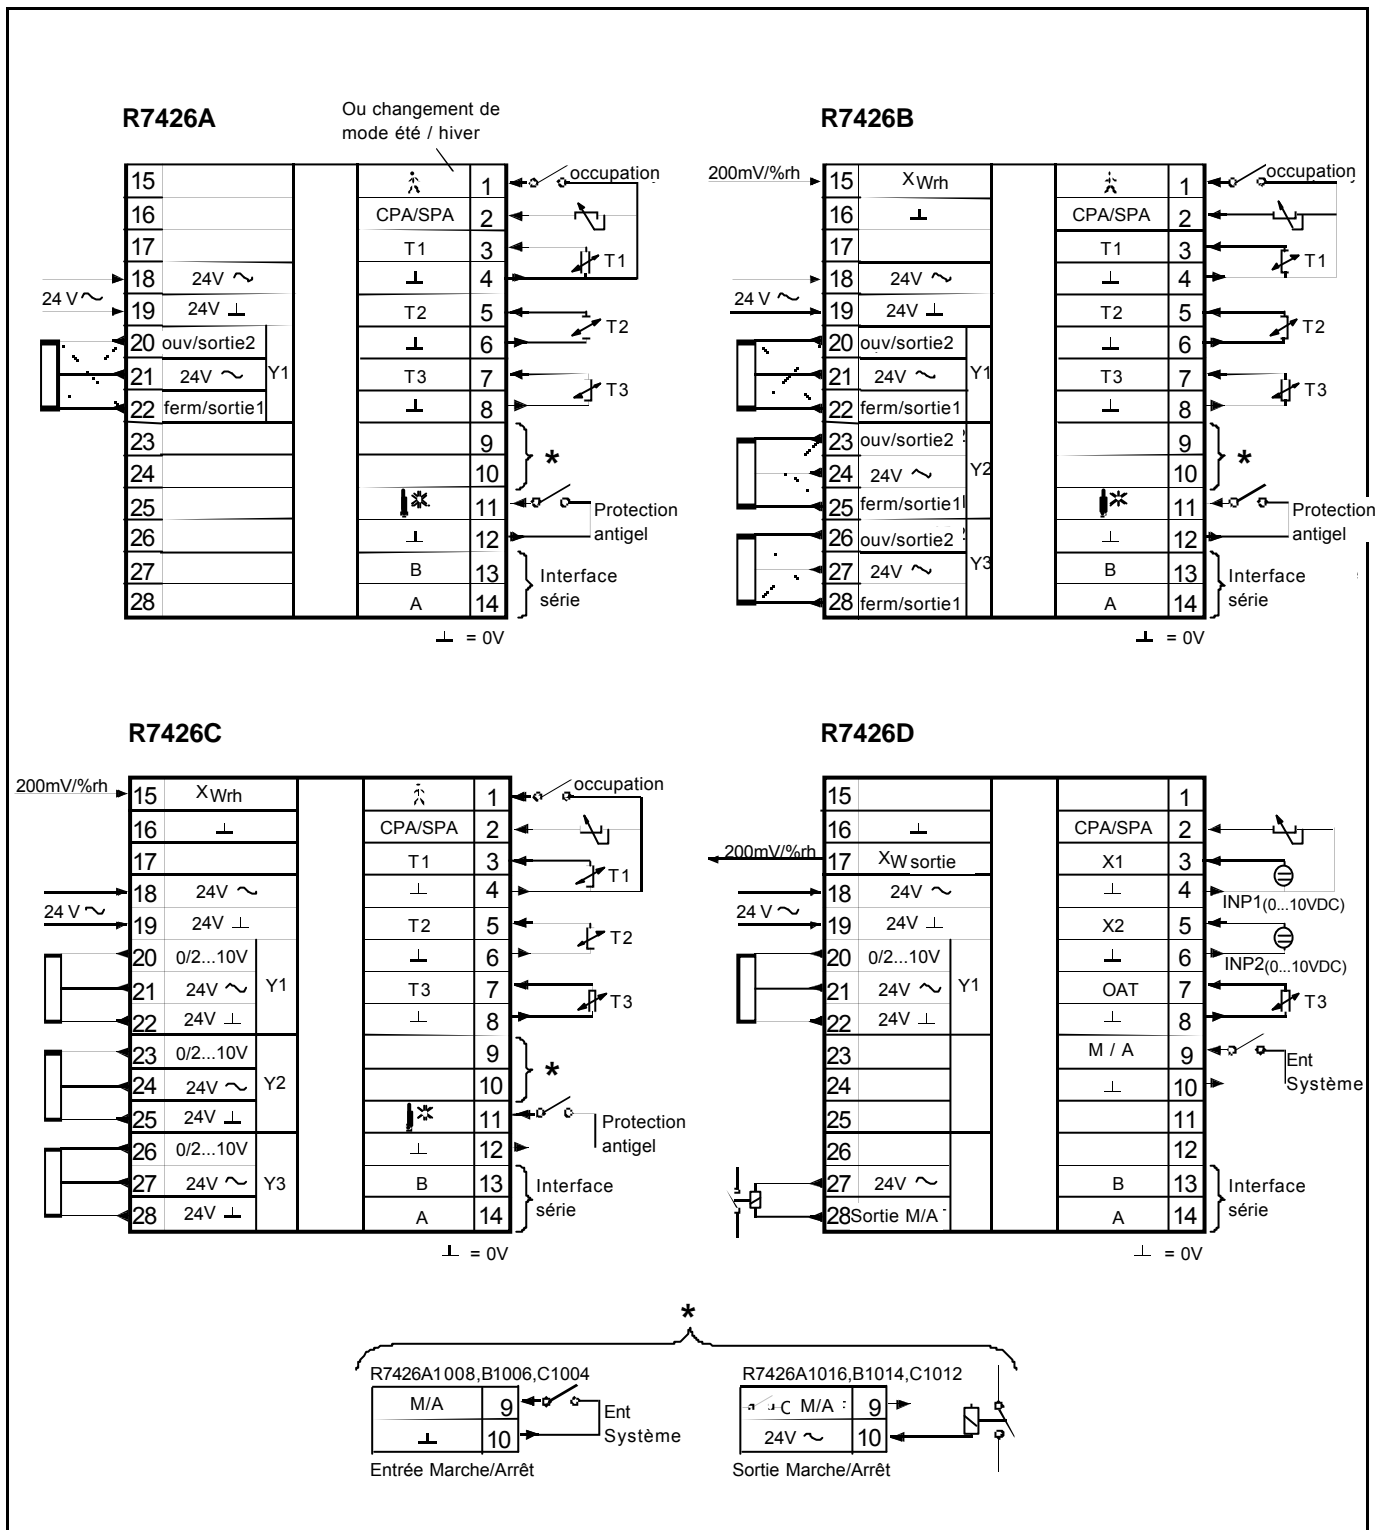 R7426A
Ou changement de
mode été / hiver
occupation
15 1
16 CPA/SPA 2
17 T1 3
T1
18 24V 4
24 V
19 24V T2 5
T2
20 ouv/sortie2 6
21 24V Y1 T3 7
T3
22 ferm/sortie1 8
23 9
*
24 10
25 11
Protection
antigel
26 12
27 B 13
Interface
série
28 A 14
= 0V
R7426B
200mV/%rh
occupation
15 XWrh 1
16 CPA/SPA 2
17 T1 3
T1
18 24V 4
24 V
19 24V T2 5
T2
20 ouv/sortie2 6
21 24V Y1 T3 7
T3
22 ferm/sortie1 8
23 ouv/sortie2 9
*
24 24V Y2 10
25 ferm/sortie1 11
Protection
antigel
26 ouv/sortie2 12
27 24V Y3 B 13
Interface
série
28 ferm/sortie1 A 14
= 0V
R7426C
200mV/%rh
occupation
15 XWrh 1
16 CPA/SPA 2
17 T1 3
T1
18 24V 4
24 V
19 24V T2 5
T2
20 0/2...10V 6
21 24V Y1 T3 7
T3
22 24V 8
23 0/2...10V 9
*
24 24V Y2 10
25 24V 11
Protection
antigel
26 0/2...10V 12
27 24V Y3 B 13
Interface
série
28 24V A 14
= 0V
R7426D
15 1
16 CPA/SPA 2
200mV/%rh
17 XW sortie X1 3
18 24V 4
INP1(0...10VDC)
24 V
19 24V X2 5
20 0/2...10V 6
INP2(0...10VDC)
21 24V Y1 OAT 7
T3
22 24V 8
23 M / A 9
Ent
Système
24 10
25 11
26 12
27 24V B 13
Interface
série
28 Sortie M/A A 14
= 0V
*
R7426A1008,B1006,C1004
M/A 9
Ent
Système
10
Entrée Marche/Arrêt
R7426A1016,B1014,C1012
M/A 9
24V 10
Sortie Marche/Arrêt